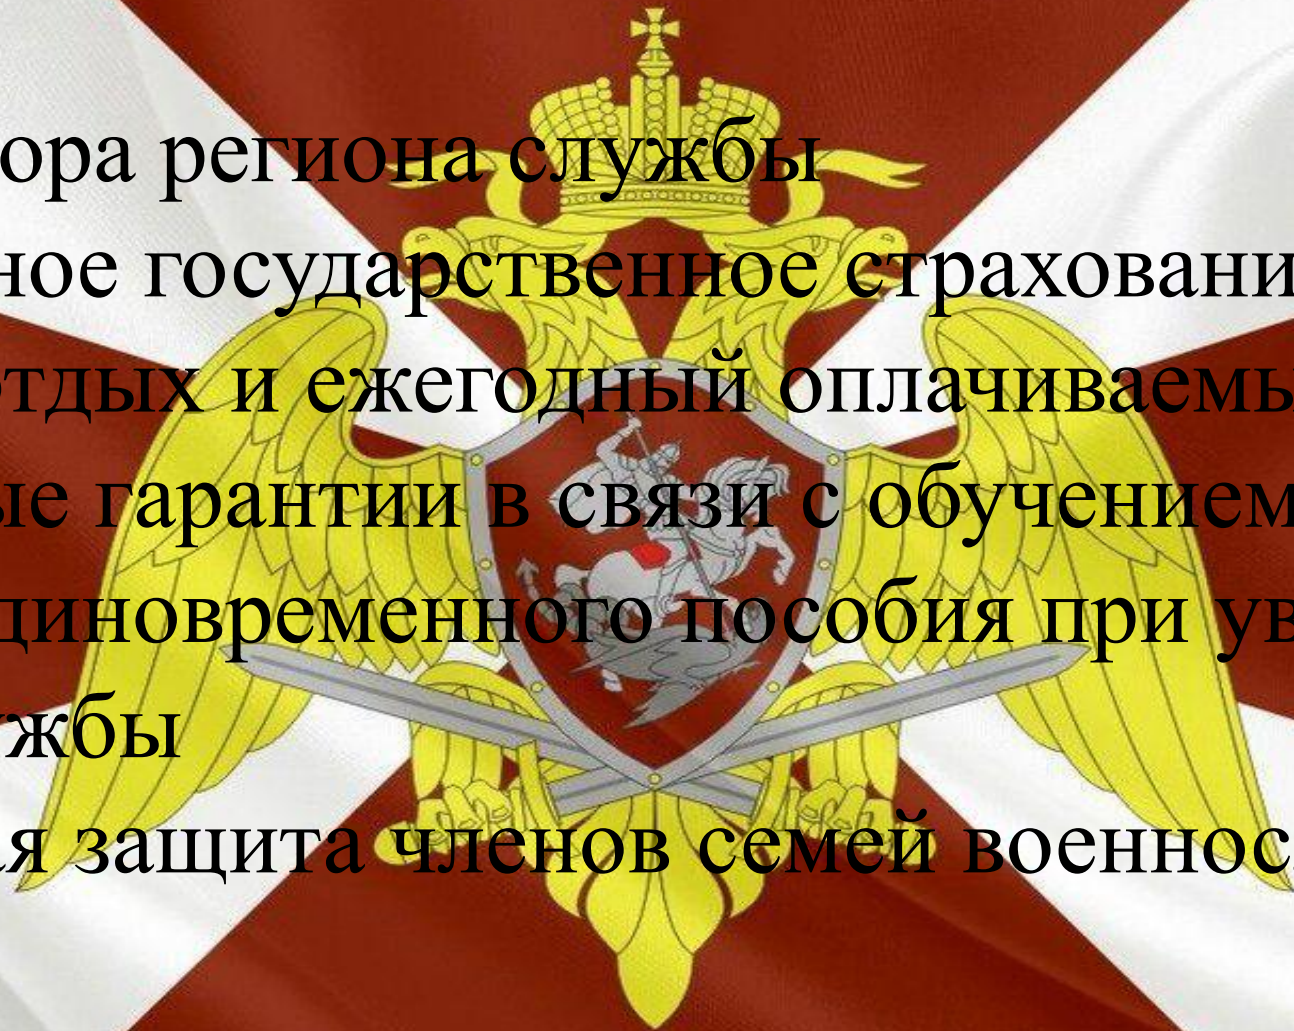 ора региона службы
ное государственное страховани
отдых и ежегодный оплачиваемы
ые гарантии в связи с обучением
диновременного пособия при ув
жбы
ая защита членов семей военнос